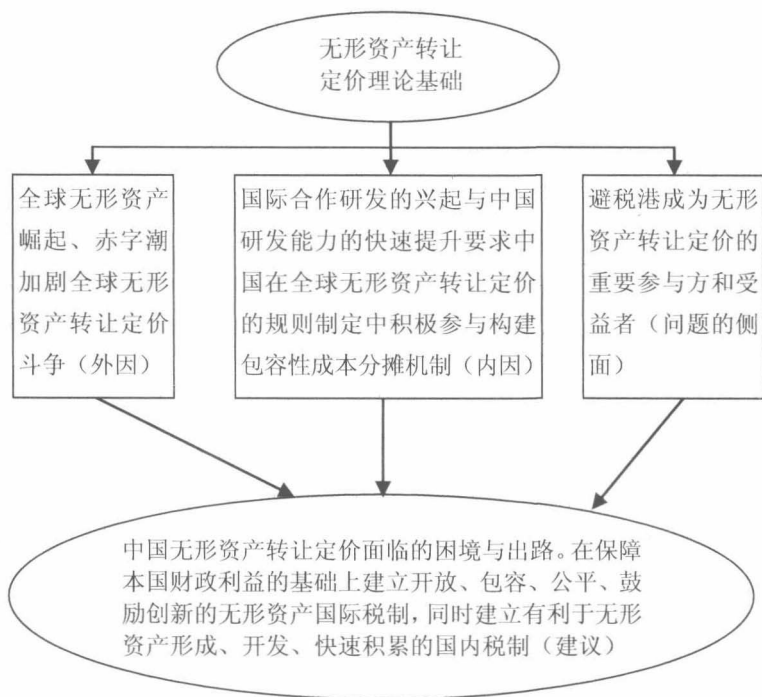 无形资产转让
定价理论基础
全球无形资产
崛起、赤字潮
加剧全球无形
资产转让定价
斗争（外因）
国际合作研发的兴起与中国
研发能力的快速提升要求中
国在全球无形资产转让定价
的规则制定中积极参与构建
包容性成本分摊机制（内因）
避税港成为无形
资产转让定价的
重要参与方和受
益者（问题的侧
面）
中国无形资产转让定价面临的困境与出路。在保障
本国财政利益的基础上建立开放、包容、公平、鼓
励创新的无形资产国际税制，同时建立有利于无形
资产形成、开发、快速积累的国内税制（建议）